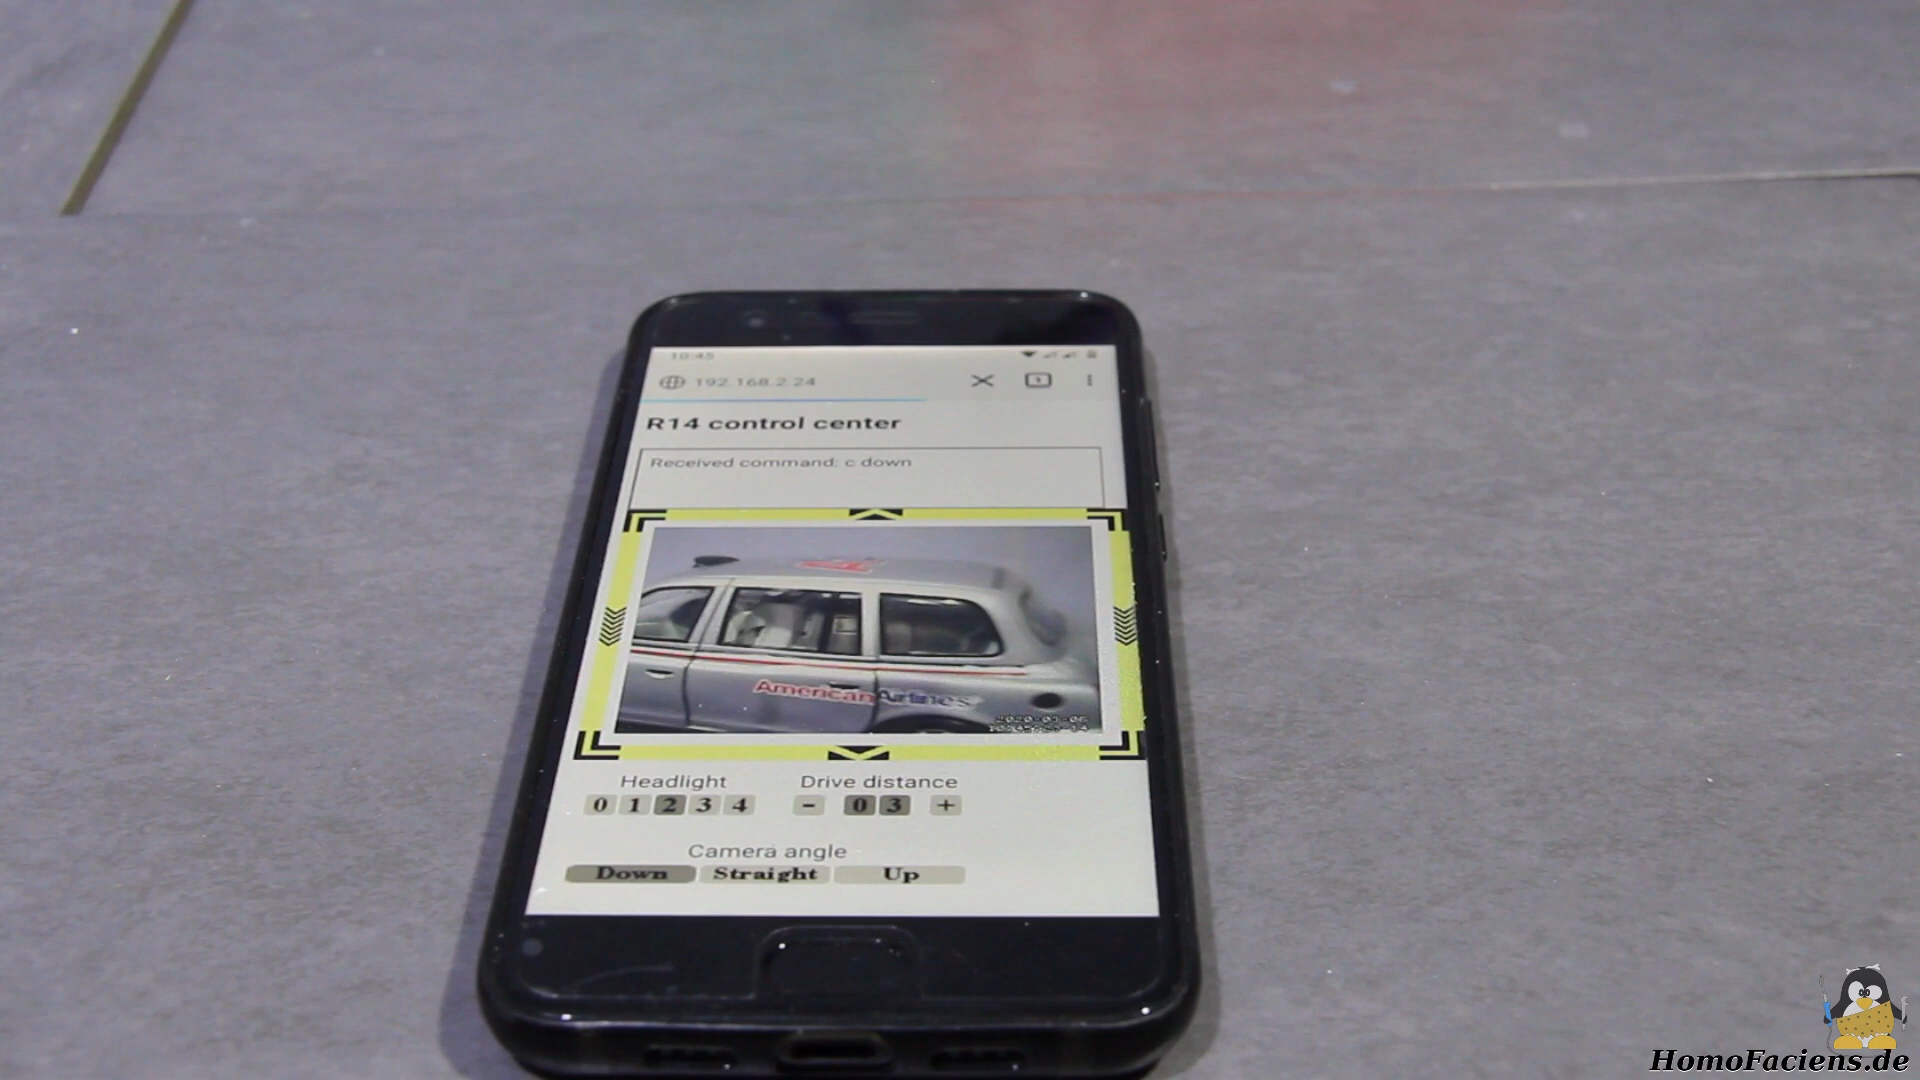 10:45
192.168.2.24
1
R14 control center
Received command: c down
American Airlines
Headlight Drive distance
0 1 2 3 4 - 0 3 +
Camera angle
Down Straight Up
HomoFaciens.de